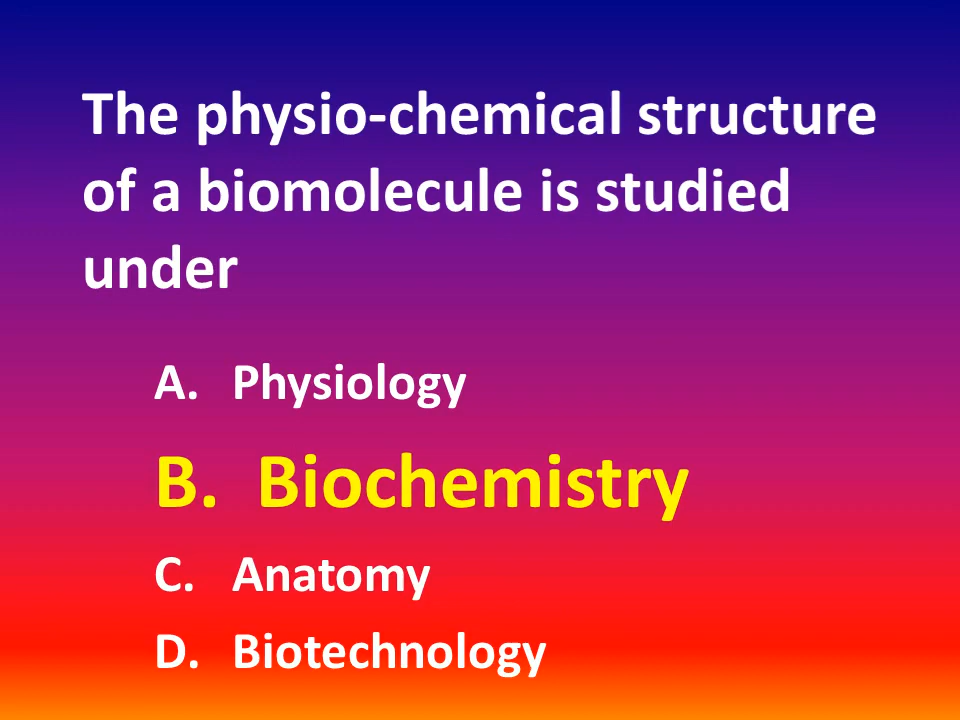 The physio-chemical structure
of a biomolecule is studied
under
A. Physiology
B. Biochemistry
C. Anatomy
D. Biotechnology